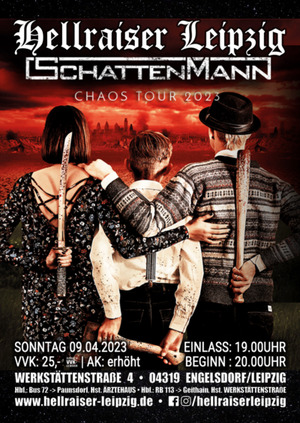 Hellraiser Leipzig
SCHATTENMANN
CHAOS TOUR 2023
SONNTAG 09.04.2023 EINLASS: 19.00UHR
VVK: 25,- zzgl. VVK | AK: erhöht BEGINN : 20.00UHR
WERKSTÄTTENSTRAßE 4 • 04319 ENGELSDORF/LEIPZIG
Hbf.: Bus 72 -> Paunsdorf, Hst. ÄRZTEHAUS • Hbf.: RB 113 -> Geithain, Hst. WERKSTÄTTENSTRAßE
www.hellraiser-leipzig.de • /hellraiserleipzig